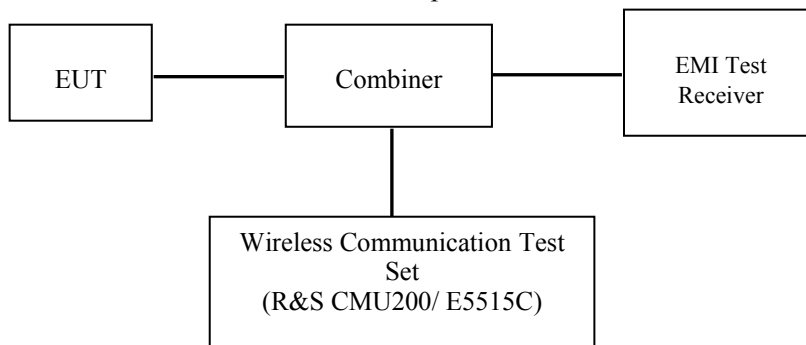 EUT
Combiner
EMI Test
Receiver
Wireless Communication Test
Set
(R&S CMU200/ E5515C)